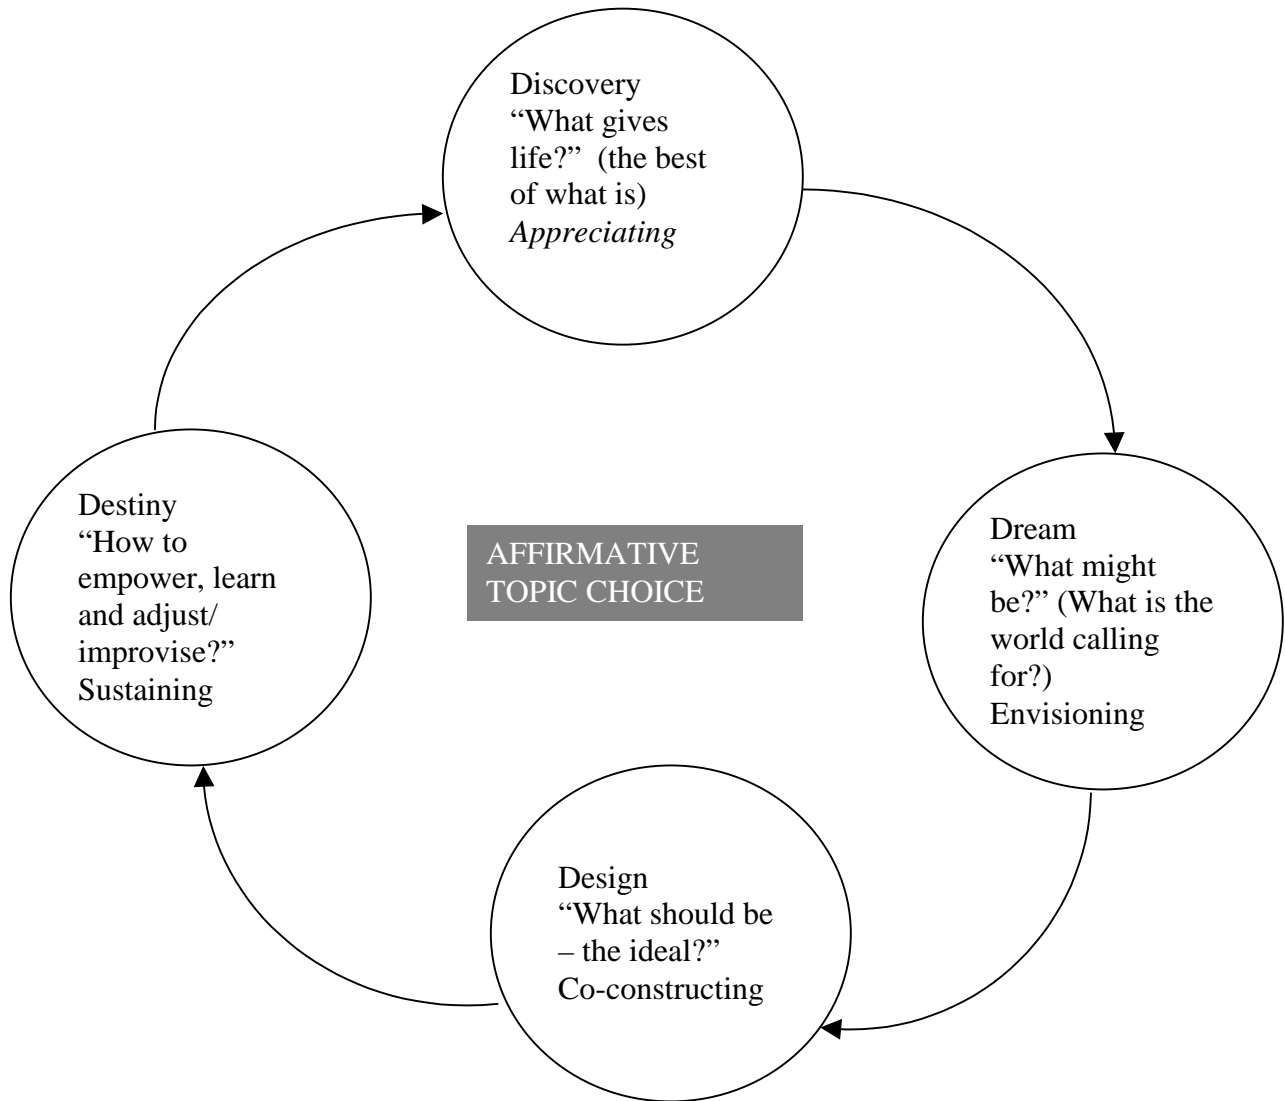 Discovery
“What gives
life?” (the best
of what is)
Appreciating
Dream
“What might
be?” (What is the
world calling
for?)
Envisioning
Design
“What should be
– the ideal?”
Co-constructing
Destiny
“How to
empower, learn
and adjust/
improvise?”
Sustaining
AFFIRMATIVE
TOPIC CHOICE